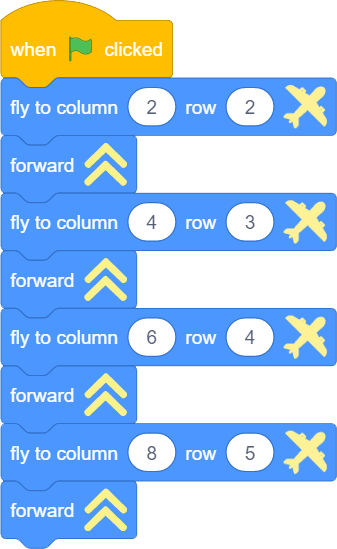 when clicked
fly to column 2 row 2
forward
fly to column 4 row 3
forward
fly to column 6 row 4
forward
fly to column 8 row 5
forward